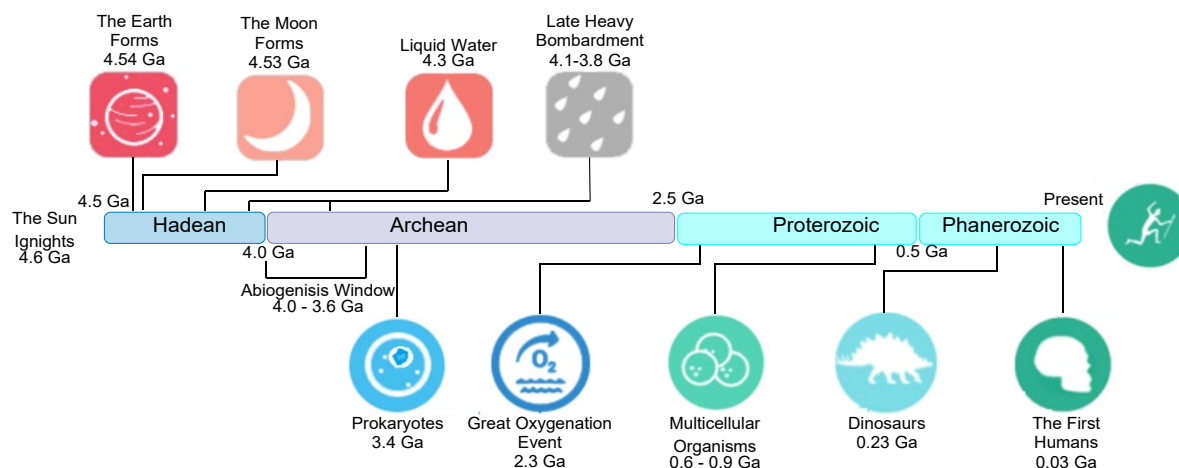 The Earth
Forms
4.54 Ga
The Moon
Forms
4.53 Ga
Liquid Water
4.3 Ga
Late Heavy
Bombardment
4.1-3.8 Ga
4.5 Ga
2.5 Ga
Present
The Sun
Ignights
4.6 Ga
Hadean
Archean
Proterozoic
Phanerozoic
4.0 Ga
0.5 Ga
Abiogenisis Window
4.0 - 3.6 Ga
O2
Prokaryotes
3.4 Ga
Great Oxygenation
Event
2.3 Ga
Multicellular
Organisms
0.6 - 0.9 Ga
Dinosaurs
0.23 Ga
The First
Humans
0.03 Ga